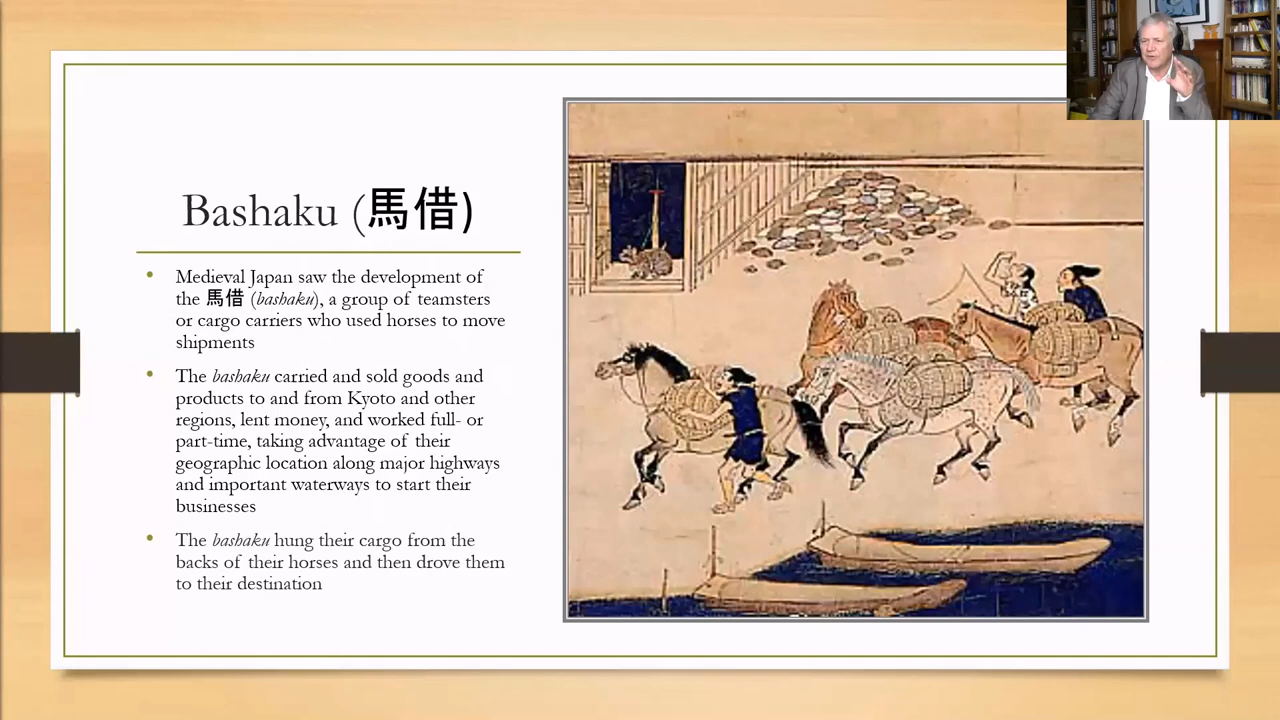 Bashaku (馬借)
Medieval Japan saw the development of
the 馬借 (bashaku), a group of teamsters
or cargo carriers who used horses to move
shipments
The bashaku carried and sold goods and
products to and from Kyoto and other
regions, lent money, and worked full- or
part-time, taking advantage of their
geographic location along major highways
and important waterways to start their
businesses
The bashaku hung their cargo from the
backs of their horses and then drove them
to their destination